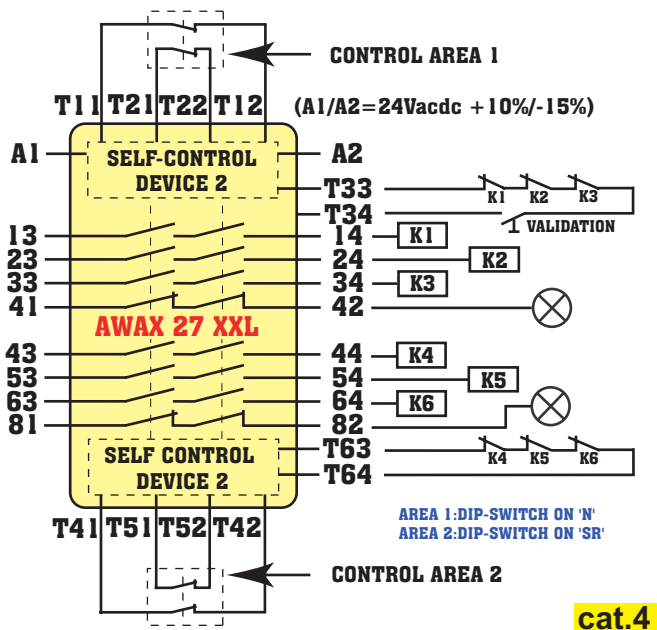 CONTROL AREA 1
T11 T21 T22 T12 (A1/A2=24Vacdc +10%/-15%)
A1 SELF-CONTROL A2
DEVICE 2
T33 K1 K2 K3
T34 VALIDATION
13 14 K1
23 24 K2
33 34 K3
41 42
AWAX 27 XXL
43 44 K4
53 54 K5
63 64 K6
81 82
SELF CONTROL T63 K4 K5 K6
DEVICE 2 T64
AREA 1:DIP-SWITCH ON 'N'
T41 T51 T52 T42 AREA 2:DIP-SWITCH ON 'SR'
CONTROL AREA 2
cat.4